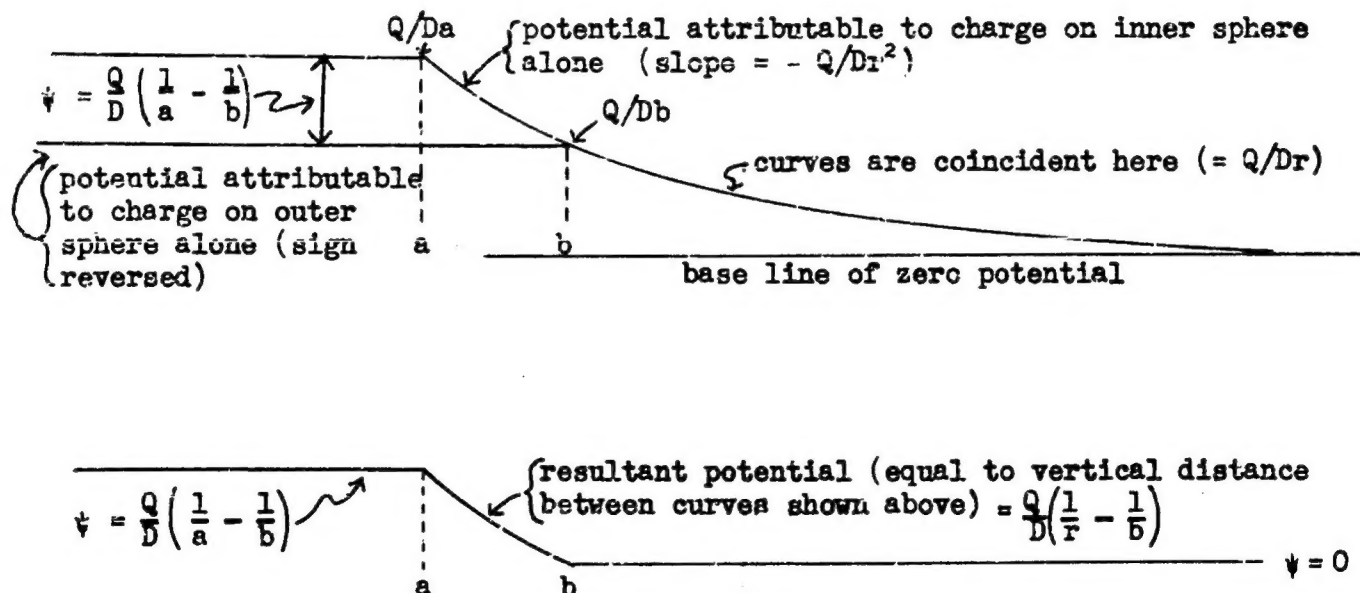 Q/Da
potential attributable to charge on inner sphere
alone (slope = - Q/Dr²)
ψ = Q/D (1/a - 1/b)
Q/Db
curves are coincident here (= Q/Dr)
potential attributable
to charge on outer
sphere alone (sign
reversed)
a
b
base line of zero potential
resultant potential (equal to vertical distance
between curves shown above) = Q/D(1/r - 1/b)
ψ = Q/D (1/a - 1/b)
ψ = 0
a
b